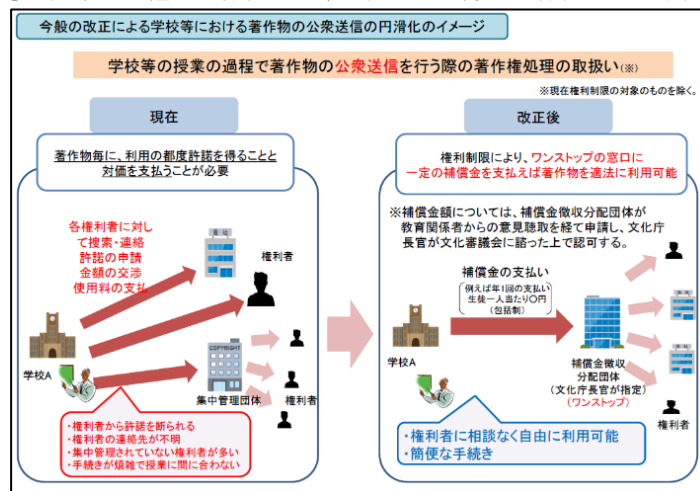 今般の改正による学校等における著作物の公衆送信の円滑化のイメージ
学校等の授業の過程で著作物の公衆送信を行う際の著作権処理の取扱い(※)
※現在権利制限の対象のものを除く。
現在
著作物毎に、利用の都度許諾を得ることと
対価を支払うことが必要
各権利者に対し
て捜索・連絡
許諾の申請
金額の交渉
使用料の支払
会社
権利者
学校A
COPYRIGHT
集中管理団体
権利者
・権利者から許諾を断られる
・権利者の連絡先が不明
・集中管理されていない権利者が多い
・手続きが煩雑で授業に間に合わない
改正後
権利制限により、ワンストップの窓口に
一定の補償金を支払えば著作物を適法に利用可能
※補償金額については、補償金徴収分配団体が
教育関係者からの意見聴取を経て申請し、文化庁
長官が文化審議会に諮った上で認可する。
補償金の支払い
例えば年1回の支払い
生徒一人当たり〇円
(包括制)
学校A
補償金徴収
分配団体
(文化庁長官が指定)
(ワンストップ)
権利者
・権利者に相談なく自由に利用可能
・簡便な手続き